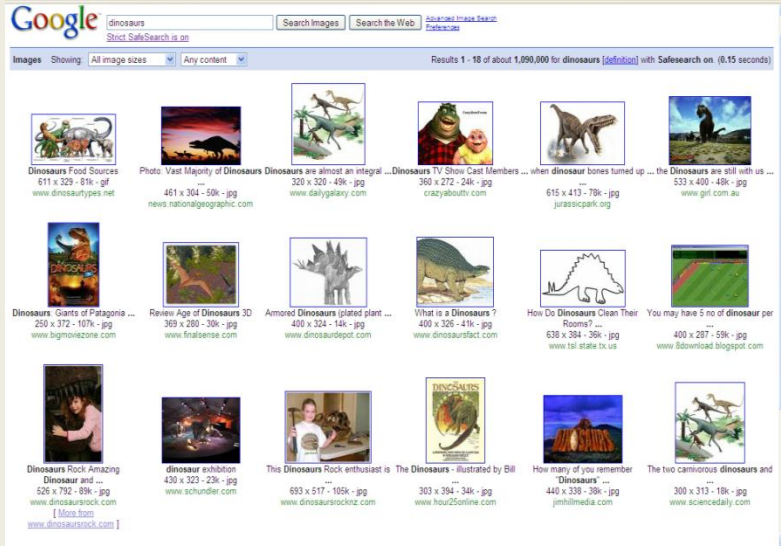 Google
dinosaurs
Search Images
Search the Web
Advanced Image Search
Preferences
Strict SafeSearch is on
Images Showing: All image sizes Any content Results 1 - 18 of about 1,090,000 for dinosaurs [definition] with Safesearch on. (0.15 seconds)
Dinosaurs Food Sources
611 x 329 - 81k - gif
www.dinosaurtypes.net
Photo: Vast Majority of Dinosaurs
...
461 x 304 - 50k - jpg
news.nationalgeographic.com
Dinosaurs are almost an integral ...
320 x 320 - 49k - jpg
www.dailygalaxy.com
Dinosaurs TV Show Cast Members ...
360 x 272 - 24k - jpg
crazyabouttv.com
when dinosaur bones turned up ...
615 x 413 - 78k - jpg
jurassicpark.org
the Dinosaurs are still with us ...
533 x 400 - 48k - jpg
www.girl.com.au
DINOSAURS
Dinosaurs: Giants of Patagonia ...
250 x 372 - 107k - jpg
www.bigmoviezone.com
Review Age of Dinosaurs 3D
369 x 280 - 30k - jpg
www.finalsense.com
Armored Dinosaurs (plated plant ...
400 x 324 - 14k - jpg
www.dinosaurdepot.com
What is a Dinosaurs ?
400 x 326 - 41k - jpg
www.dinosaursfact.com
How Do Dinosaurs Clean Their
Rooms? ...
638 x 384 - 36k - jpg
www.tsl.state.tx.us
You may have 5 no of dinosaur per
...
400 x 287 - 59k - jpg
www.8download.blogspot.com
Dinosaurs Rock Amazing
Dinosaur and ...
526 x 792 - 89k - jpg
www.dinosaursrock.com
[ More from
www.dinosaursrock.com ]
dinosaur exhibition
430 x 323 - 23k - jpg
www.schundler.com
This Dinosaurs Rock enthusiast is
...
693 x 517 - 105k - jpg
www.dinosaursrocknz.com
DINOSAURS
The Dinosaurs - illustrated by Bill
...
303 x 394 - 34k - jpg
www.hour25online.com
How many of you remember
"Dinosaurs" ...
440 x 338 - 38k - jpg
jimhillmedia.com
The two carnivorous dinosaurs and
...
300 x 313 - 18k - jpg
www.sciencedaily.com